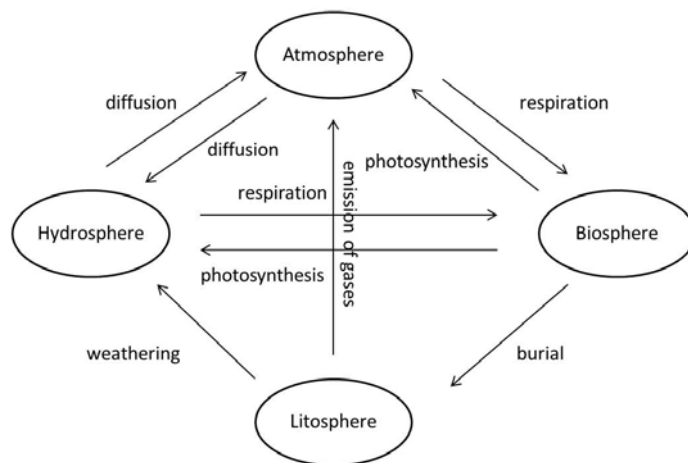 Atmosphere
diffusion
respiration
diffusion
photosynthesis
respiration
emission of gases
Hydrosphere
Biosphere
photosynthesis
weathering
burial
Litosphere